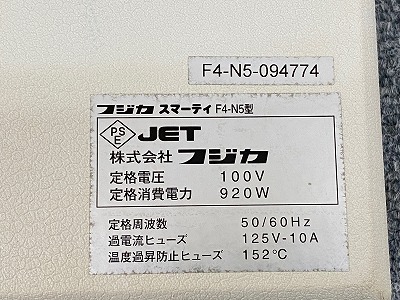 F4-N5-094774
フジカ スマーティ F4-N5型
PSE JET
株式会社 フジカ
定格電圧 100V
定格消費電力 920W
定格周波数 50/60Hz
過電流ヒューズ 125V-10A
温度過昇防止ヒューズ 152℃